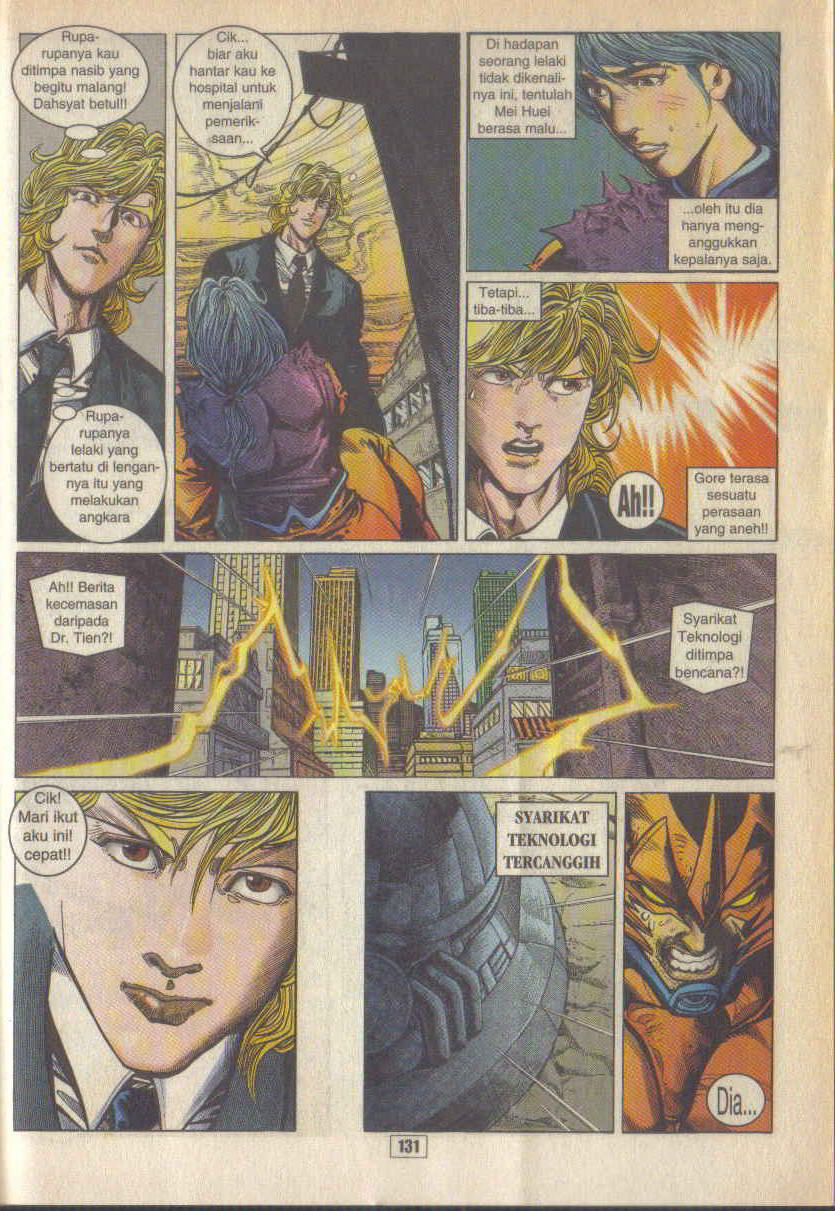 Rupa-
rupanya kau
ditimpa nasib yang
begitu malang!
Dahsyat betul!!
Rupa-
rupanya
lelaki yang
bertatu di lengan-
nya itu yang
melakukan
angkara
Cik...
biar aku
hantar kau ke
hospital untuk
menjalani
pemerik-
saan...
Di hadapan
seorang lelaki
tidak dikenali-
nya ini, tentulah
Mei Huei
berasa malu...
...oleh itu dia
hanya meng-
anggukkan
kepalanya saja.
Tetapi...
tiba-tiba...
Ah!!
Gore terasa
sesuatu
perasaan
yang aneh!!
Ah!! Berita
kecemasan
daripada
Dr. Tien?!
Syarikat
Teknologi
ditimpa
bencana?!
Cik!
Mari ikut
aku ini!
cepat!!
SYARIKAT
TEKNOLOGI
TERCANGGIH
Dia...
131